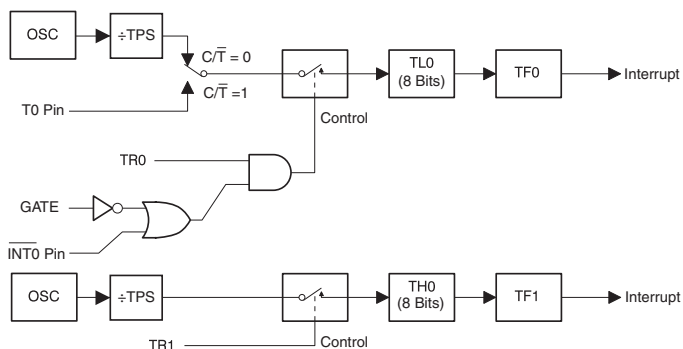 OSC
÷TPS
C/T̅ = 0
C/T̅ =1
T0 Pin
TL0
(8 Bits)
TF0
Interrupt
Control
TR0
GATE
I̅N̅T̅0̅ Pin
OSC
÷TPS
TH0
(8 Bits)
TF1
Interrupt
TR1
Control